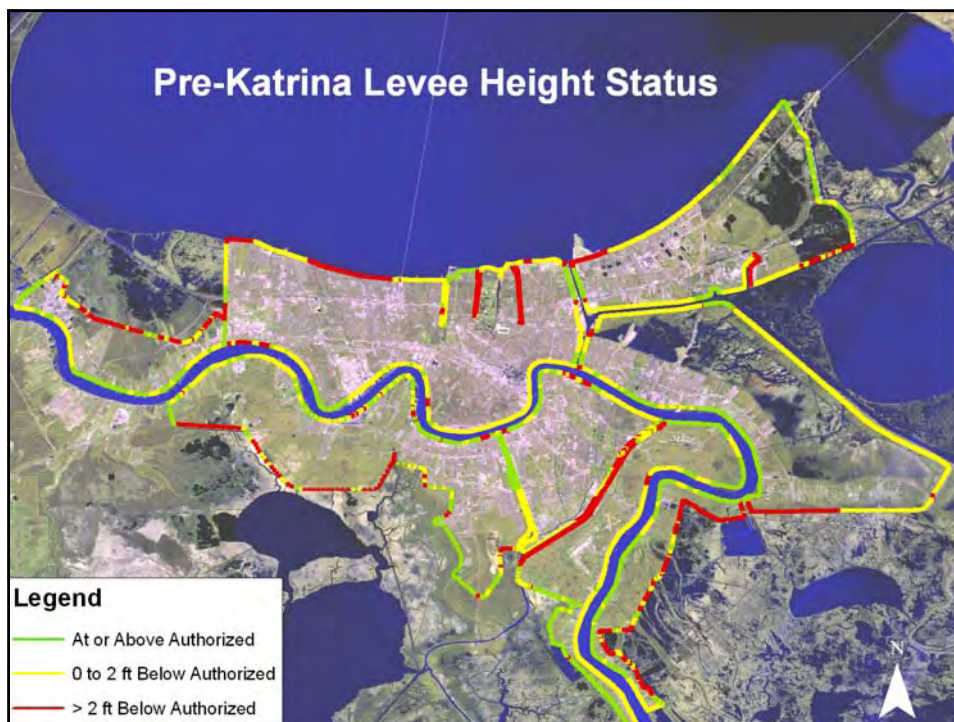 Pre-Katrina Levee Height Status
N
Legend
At or Above Authorized
0 to 2 ft Below Authorized
> 2 ft Below Authorized